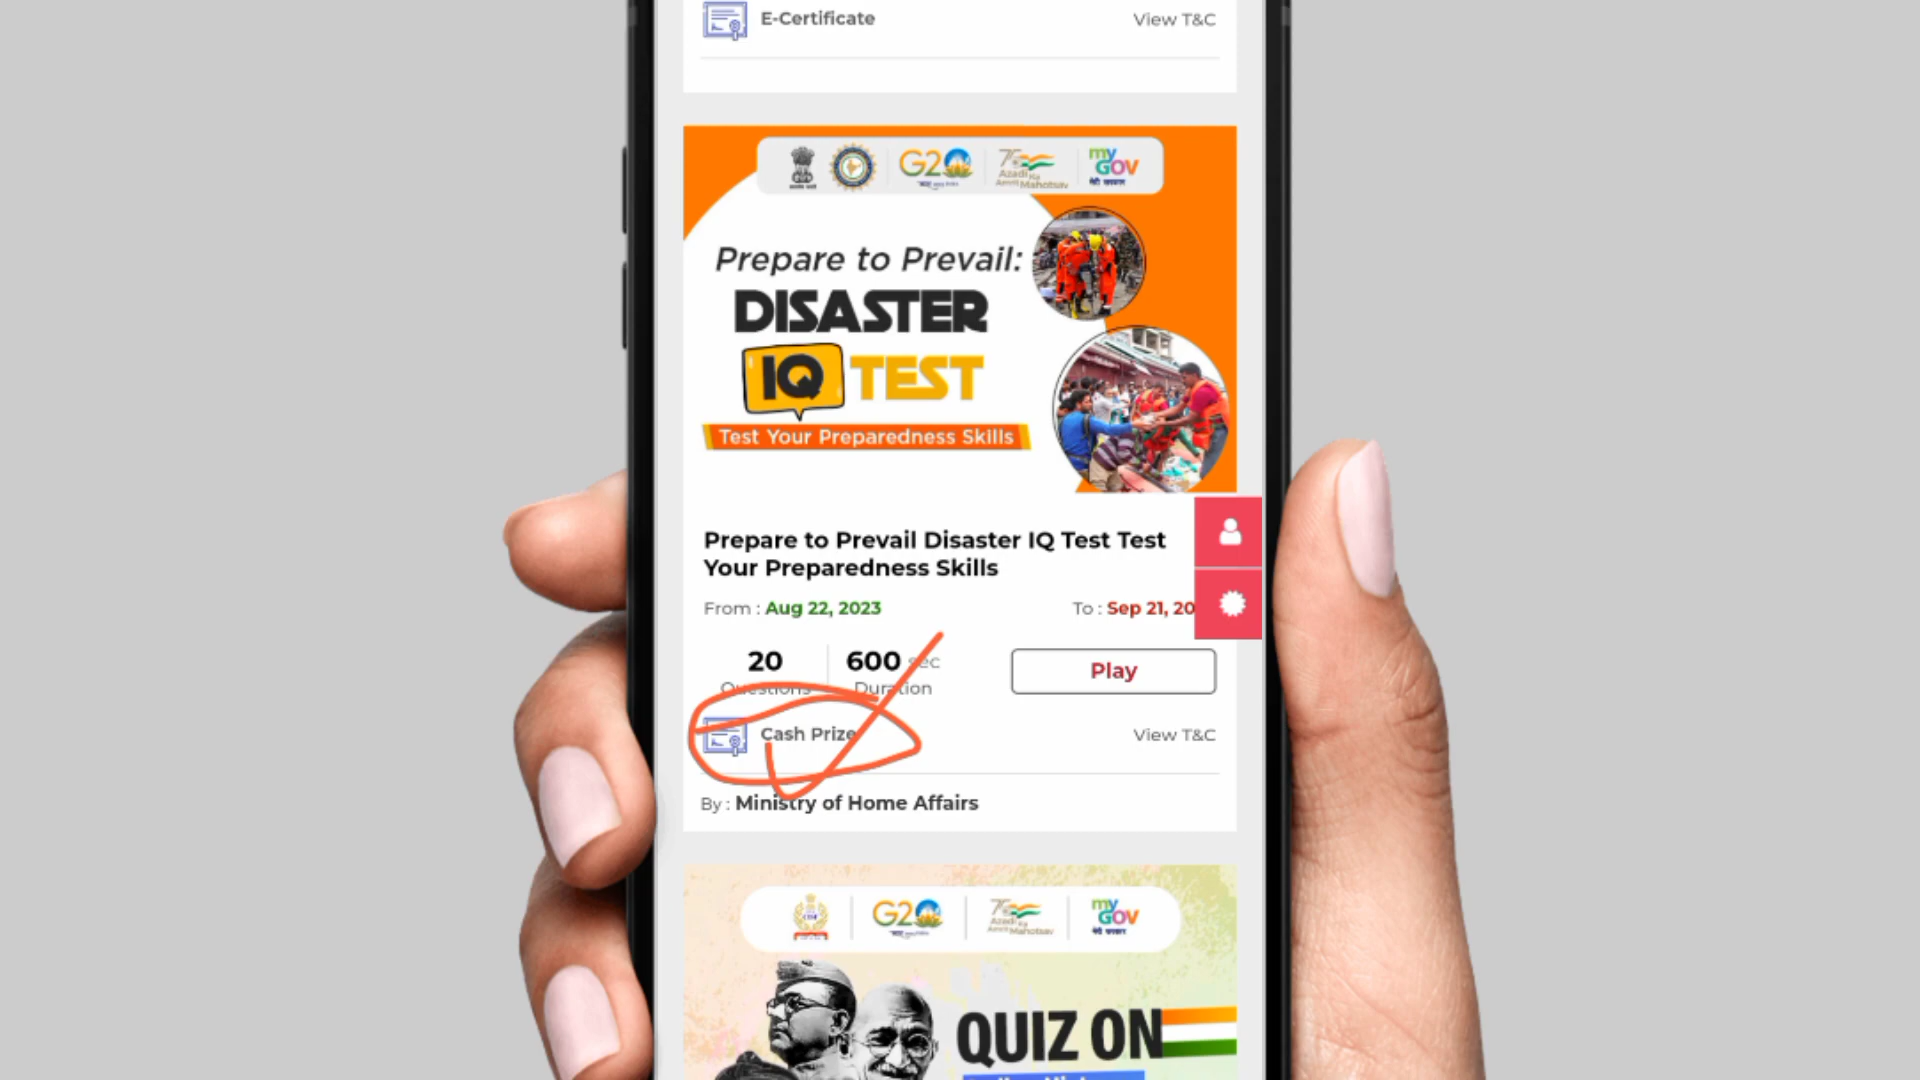 E-Certificate
View T&C
G20
75
Azadi Ka
Amrit Mahotsav
my
GOV
मेरी सरकार
Prepare to Prevail:
DISASTER
IQ TEST
Test Your Preparedness Skills
Prepare to Prevail Disaster IQ Test Test
Your Preparedness Skills
From : Aug 22, 2023
To : Sep 21, 20
20
600 sec
Questions
Duration
Play
Cash Prize
View T&C
By : Ministry of Home Affairs
G20
Azadi Ka
Amrit Mahotsav
my
GOV
मेरी सरकार
QUIZ ON